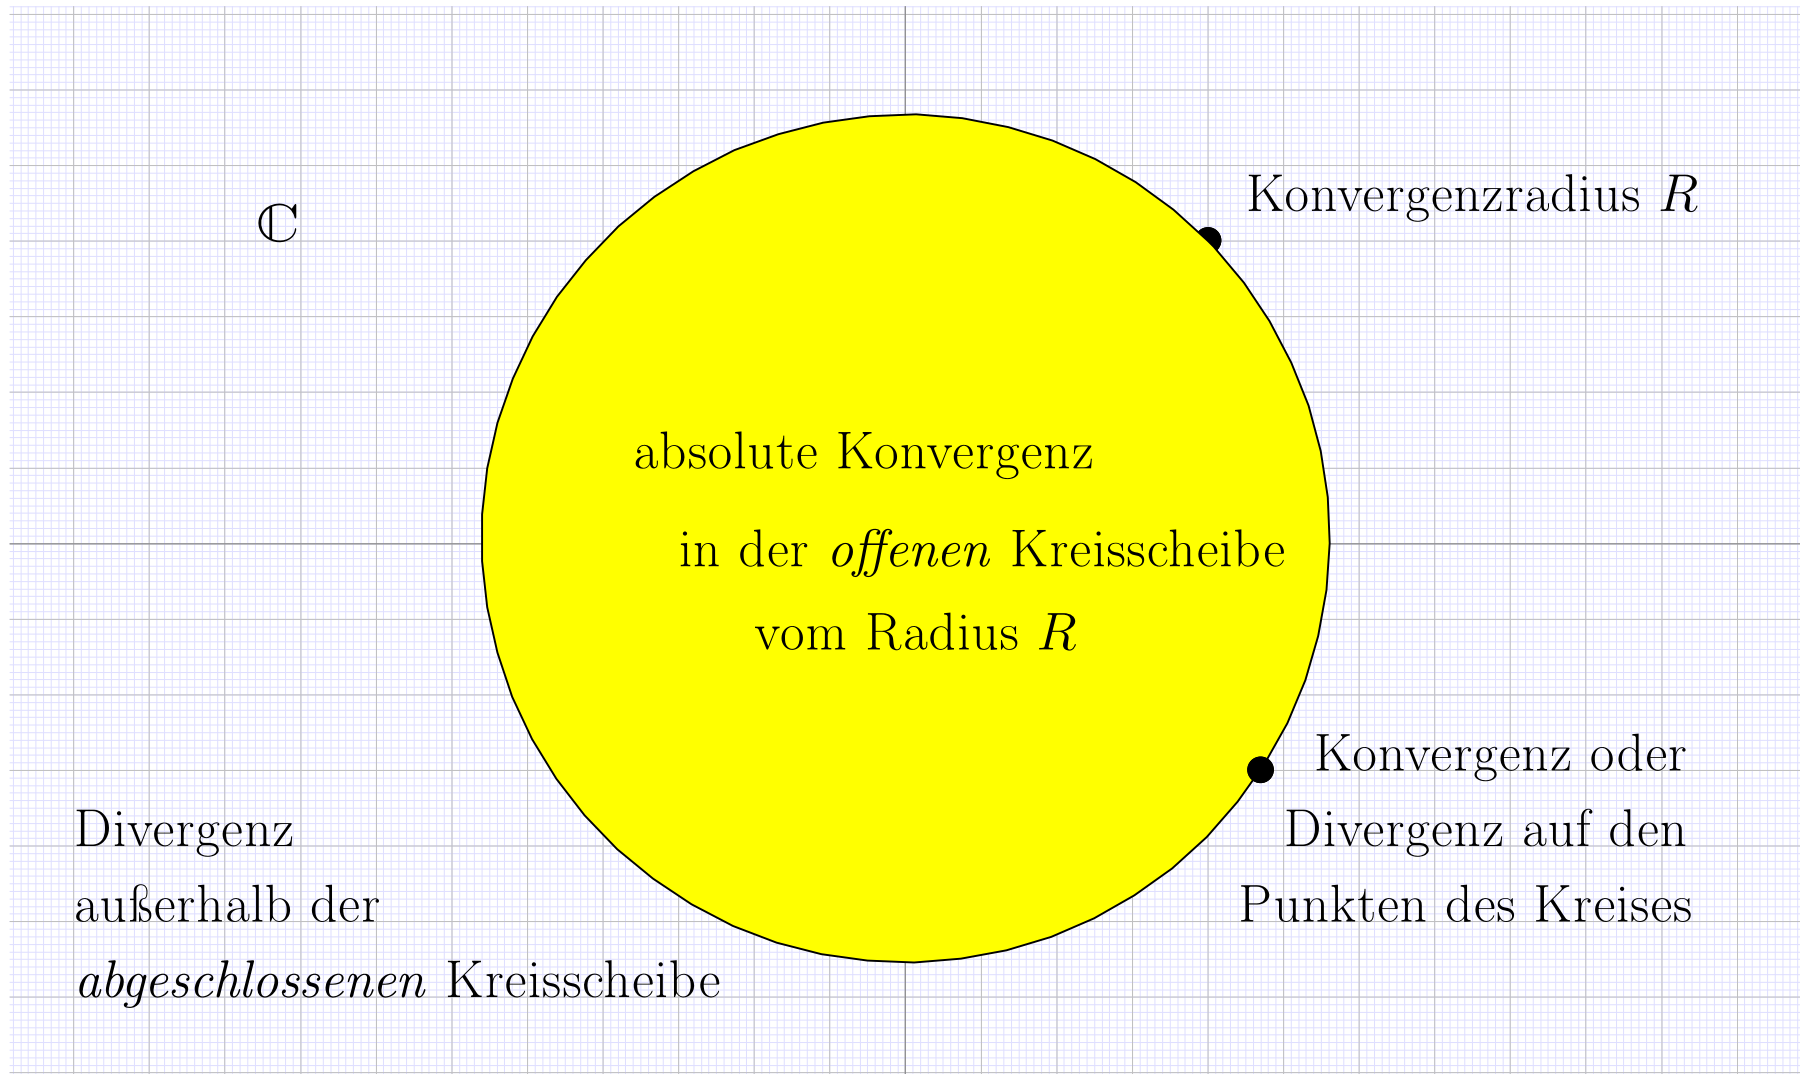 Konvergenzradius R
ℂ
absolute Konvergenz
in der offenen Kreisscheibe
vom Radius R
Konvergenz oder
Divergenz auf den
Punkten des Kreises
Divergenz
außerhalb der
abgeschlossenen Kreisscheibe